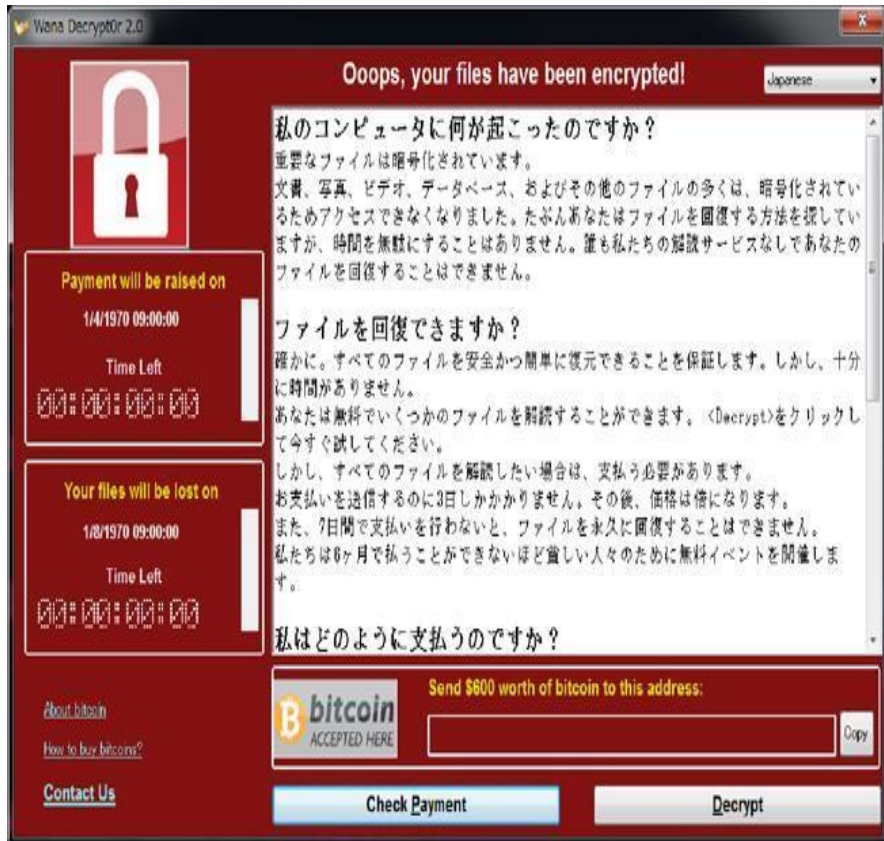 Wana Decrypt0r 2.0
Ooops, your files have been encrypted!
Japanese
私のコンピュータに何が起こったのですか？
重要なファイルは暗号化されています。
文書、写真、ビデオ、データベース、およびその他のファイルの多くは、暗号化されてい
るためアクセスできなくなりました。たぶんあなたはファイルを回復する方法を探してい
ますが、時間を無駄にすることはありません。誰も私たちの解読サービスなしであなたの
ファイルを回復することはできません。
ファイルを回復できますか？
確かに。すべてのファイルを安全かつ簡単に復元できることを保証します。しかし、十分
に時間がありません。
あなたは無料でいくつかのファイルを解読することができます。 <Decrypt>をクリックし
て今すぐ試してください。
しかし、すべてのファイルを解読したい場合は、支払う必要があります。
お支払いを送信するのに3日しかかかりません。その後、価格は倍になります。
また、7日間で支払いを行わないと、ファイルを永久に回復することはできません。
私たちは6ヶ月で払うことができないほど貧しい人々のために無料イベントを開催しま
す。
私はどのように支払うのですか？
Payment will be raised on
1/4/1970 09:00:00
Time Left
00:00:00:00
Your files will be lost on
1/8/1970 09:00:00
Time Left
00:00:00:00
About bitcoin
How to buy bitcoins?
Contact Us
bitcoin
ACCEPTED HERE
Send $600 worth of bitcoin to this address:
Copy
Check Payment
Decrypt